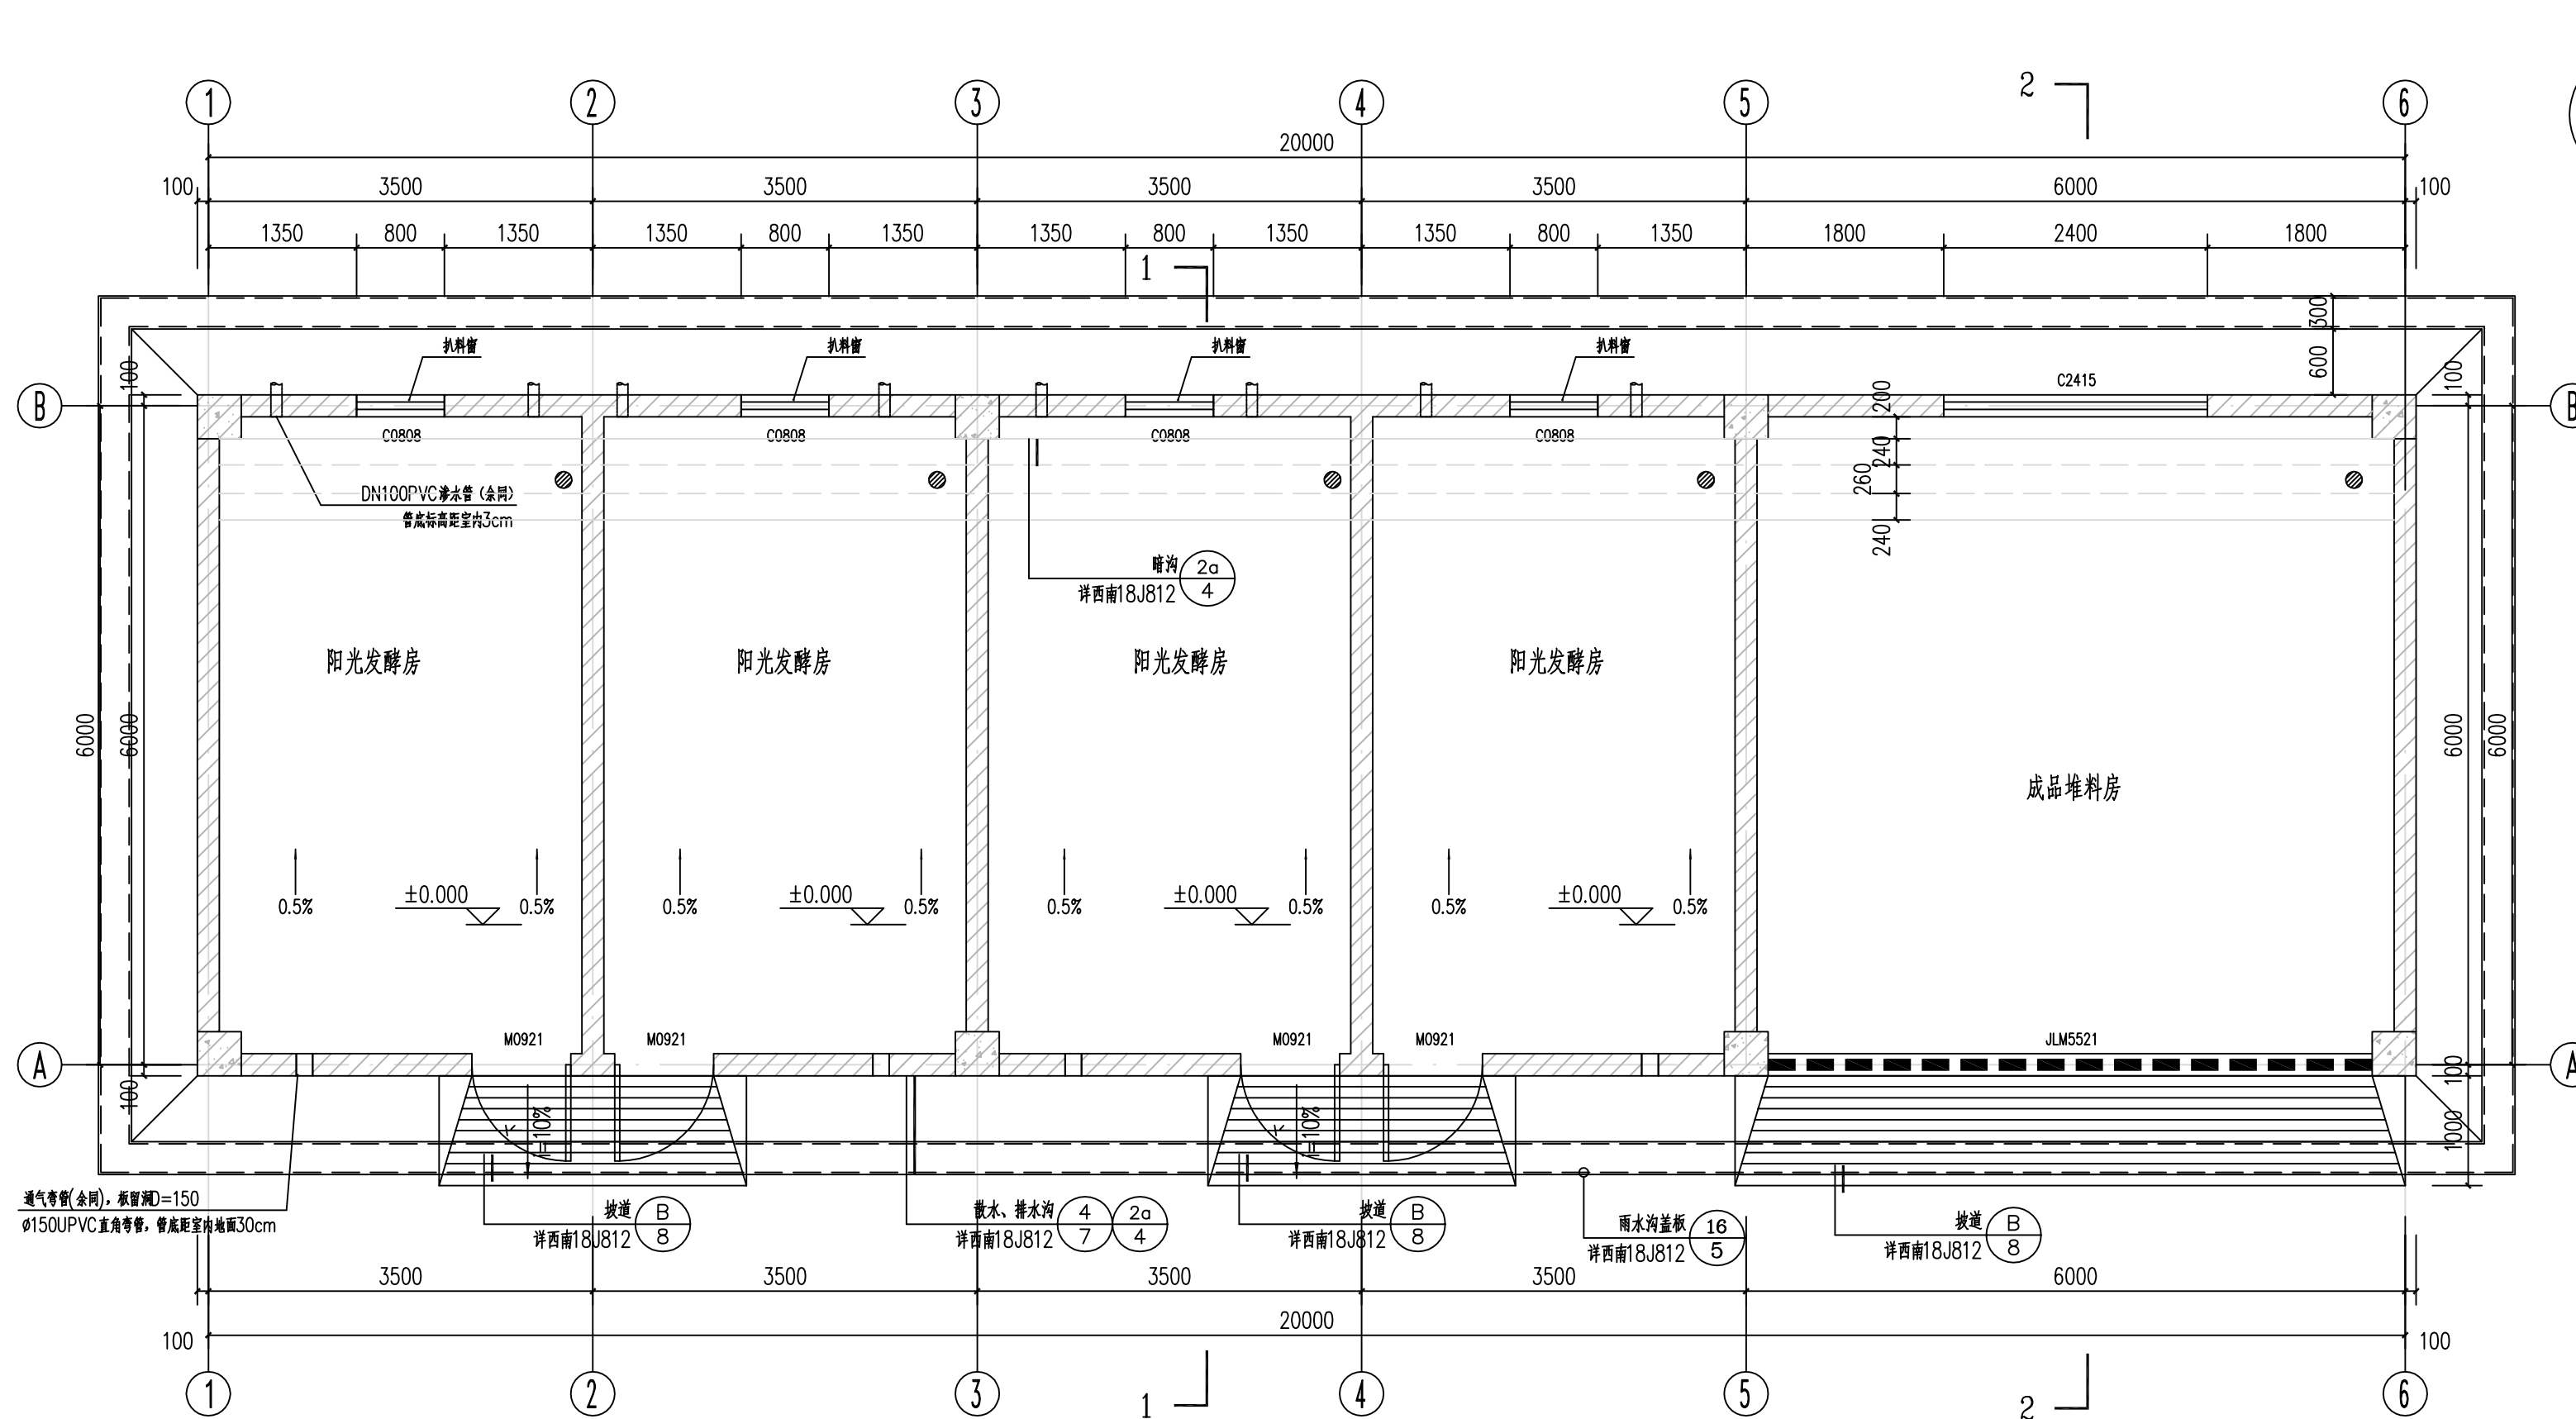 2
1 2 3 4 5 6
20000
100 3500 3500 3500 3500 6000 100
1350 800 1350 1350 800 1350 1350 800 1350 1350 800 1350 1800 2400 1800
1
300
扒料窗 扒料窗 扒料窗 扒料窗
600
100 100
C2415
B B
200
C0808 C0808 C0808 C0808
240
260
DN100PVC渗水管（余同）
管底标高距室内3cm
240
暗沟 2a
详西南18J812 4
阳光发酵房 阳光发酵房 阳光发酵房 阳光发酵房
6000 6000 6000 6000
成品堆料房
±0.000 ±0.000 ±0.000 ±0.000
0.5% 0.5% 0.5% 0.5% 0.5% 0.5% 0.5% 0.5%
M0921 M0921 M0921 M0921 JLM5521
A A
100 100
下 i=10% 下 i=10%
1000
通气弯管(余同)，板留洞D=150
ø150UPVC直角弯管，管底距室内地面30cm
坡道 B
详西南18J812 8
散水、排水沟 4 2a
详西南18J812 7 4
坡道 B
详西南18J812 8
雨水沟盖板 16
详西南18J812 5
坡道 B
详西南18J812 8
3500 3500 3500 3500 6000
20000
100 100
1 2 3 4 5 6
1 2